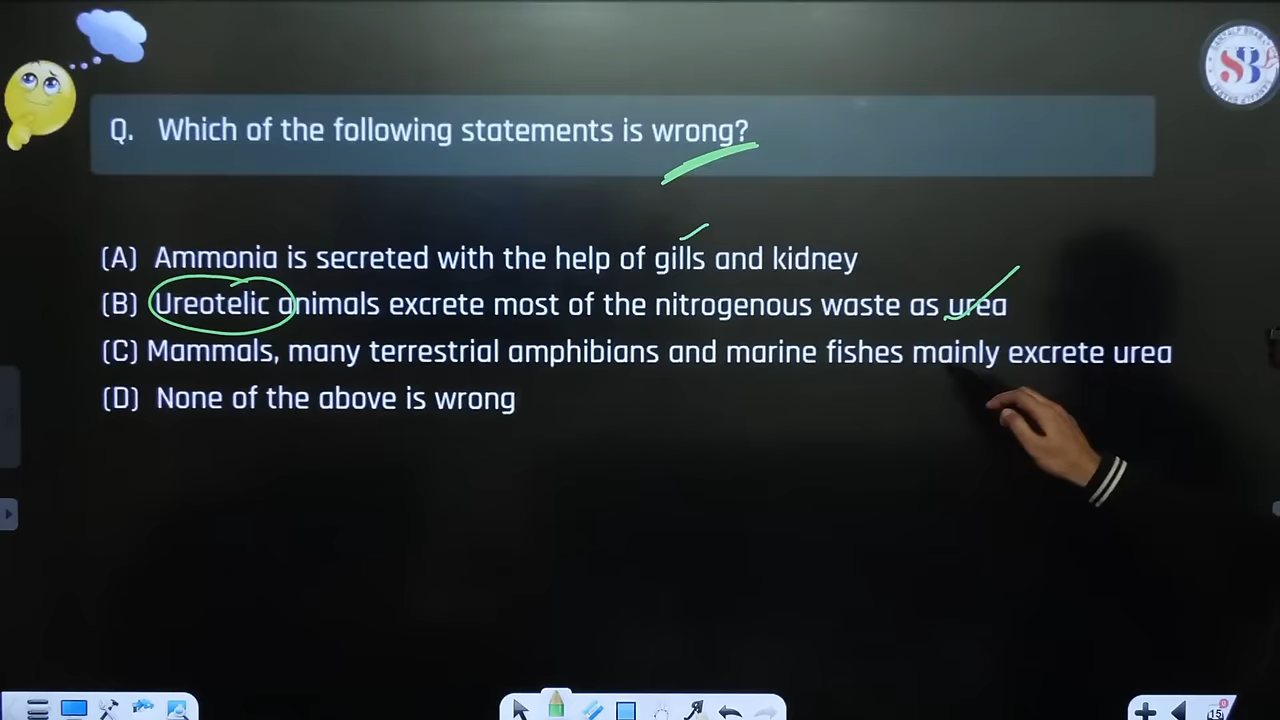 Q. Which of the following statements is wrong?
(A) Ammonia is secreted with the help of gills and kidney
(B) Ureotelic animals excrete most of the nitrogenous waste as urea
(C) Mammals, many terrestrial amphibians and marine fishes mainly excrete urea
(D) None of the above is wrong
SB
15